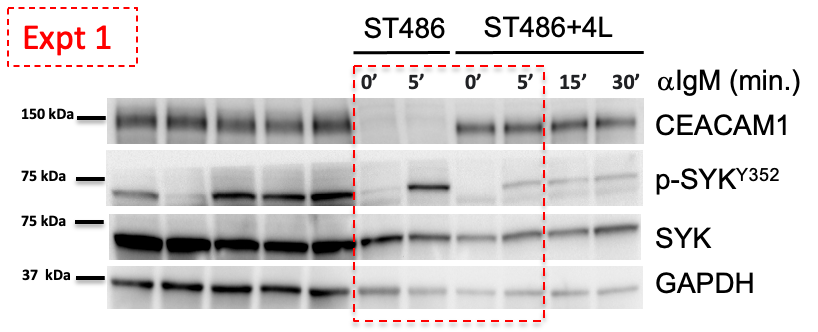 Expt 1
ST486 ST486+4L
0’ 5’ 0’ 5’ 15’ 30’ αIgM (min.)
150 kDa CEACAM1
75 kDa p-SYKY352
75 kDa SYK
37 kDa GAPDH